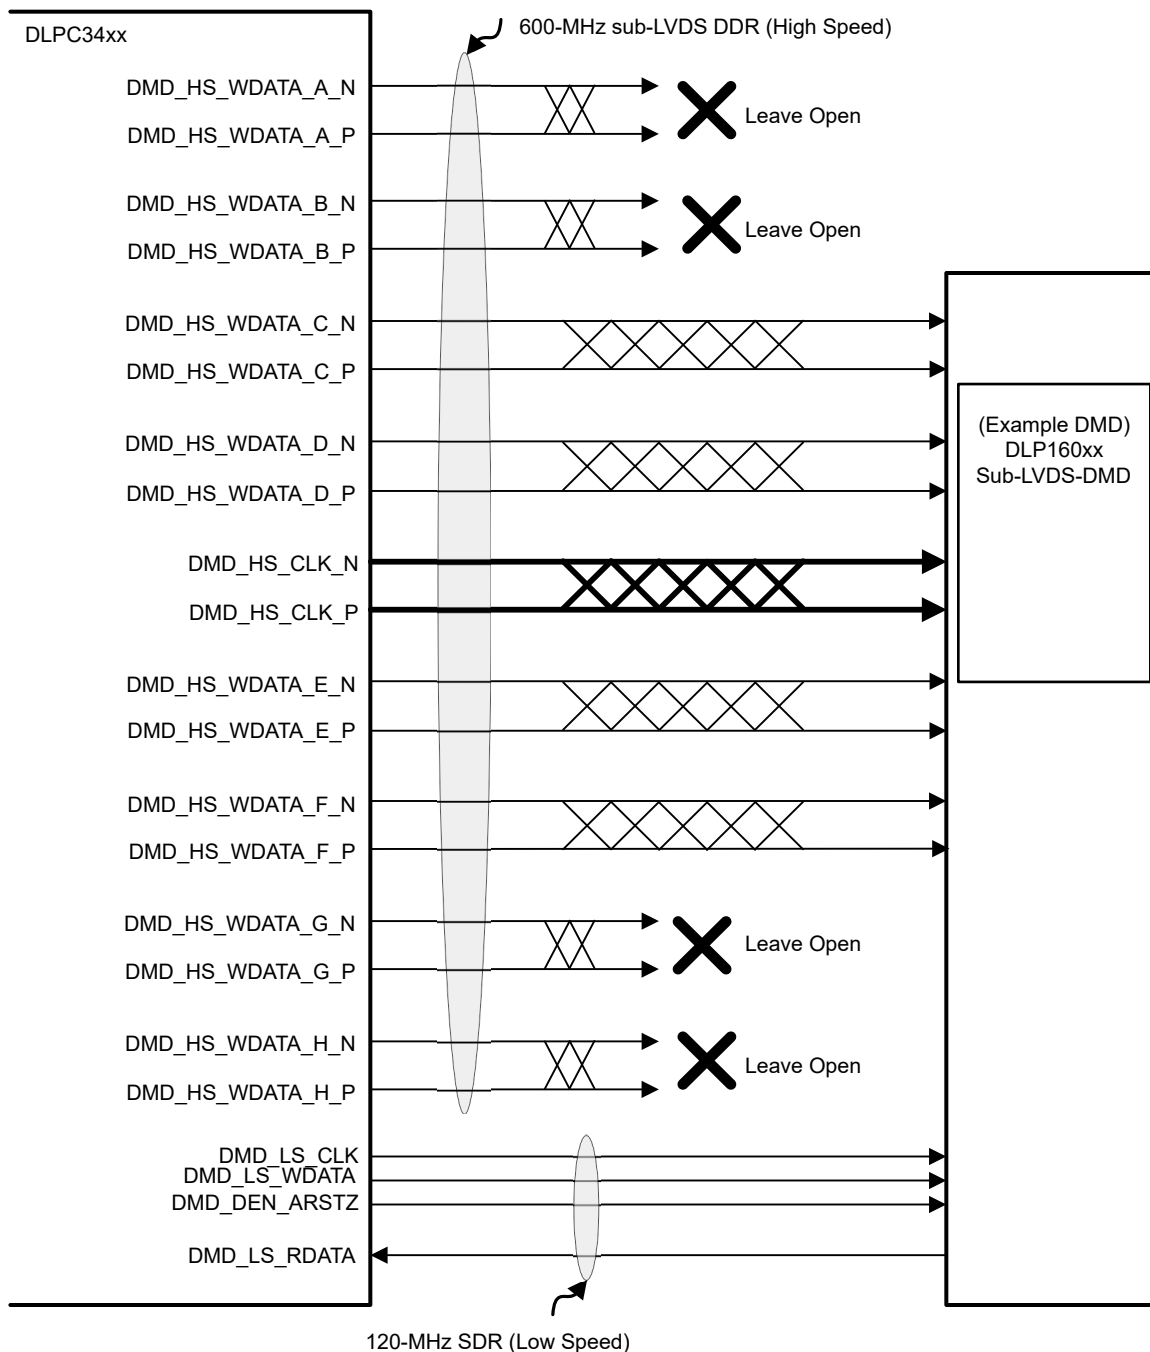 600-MHz sub-LVDS DDR (High Speed)
DLPC34xx
DMD_HS_WDATA_A_N
DMD_HS_WDATA_A_P
Leave Open
DMD_HS_WDATA_B_N
DMD_HS_WDATA_B_P
Leave Open
DMD_HS_WDATA_C_N
DMD_HS_WDATA_C_P
DMD_HS_WDATA_D_N
DMD_HS_WDATA_D_P
(Example DMD)
DLP160xx
Sub-LVDS-DMD
DMD_HS_CLK_N
DMD_HS_CLK_P
DMD_HS_WDATA_E_N
DMD_HS_WDATA_E_P
DMD_HS_WDATA_F_N
DMD_HS_WDATA_F_P
DMD_HS_WDATA_G_N
DMD_HS_WDATA_G_P
Leave Open
DMD_HS_WDATA_H_N
DMD_HS_WDATA_H_P
Leave Open
DMD_LS_CLK
DMD_LS_WDATA
DMD_DEN_ARSTZ
DMD_LS_RDATA
120-MHz SDR (Low Speed)